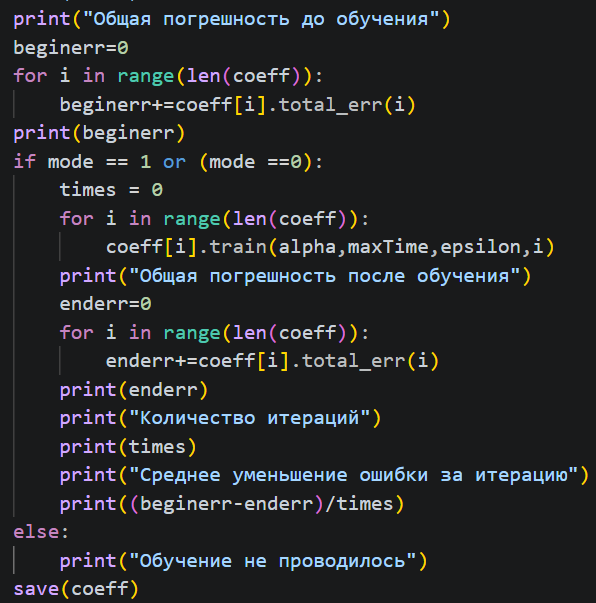 print("Общая погрешность до обучения")
beginerr=0
for i in range(len(coeff)):
    beginerr+=coeff[i].total_err(i)
print(beginerr)
if mode == 1 or (mode ==0):
    times = 0
    for i in range(len(coeff)):
        coeff[i].train(alpha,maxTime,epsilon,i)
    print("Общая погрешность после обучения")
    enderr=0
    for i in range(len(coeff)):
        enderr+=coeff[i].total_err(i)
    print(enderr)
    print("Количество итераций")
    print(times)
    print("Среднее уменьшение ошибки за итерацию")
    print((beginerr-enderr)/times)
else:
    print("Обучение не проводилось")
save(coeff)